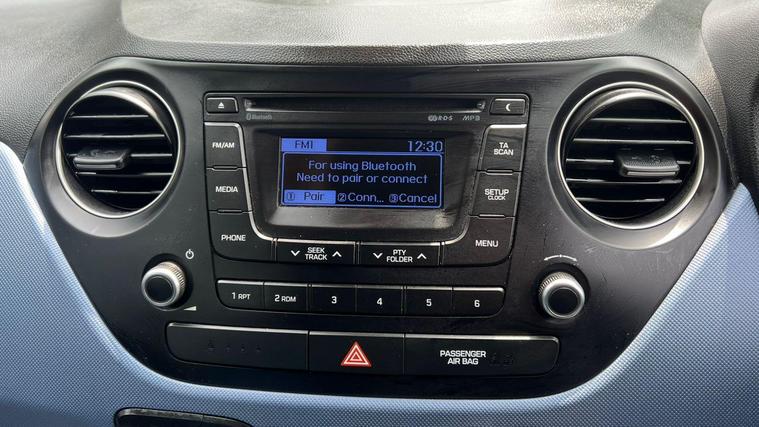 Bluetooth
RDS
MP3
FM/AM
FM1 12:30
TA
SCAN
For using Bluetooth
Need to pair or connect
① Pair ②Conn... ③Cancel
MEDIA
SETUP
CLOCK
PHONE
SEEK
TRACK
PTY
FOLDER
MENU
1 RPT
2 RDM
3
4
5
6
PASSENGER
AIR BAG